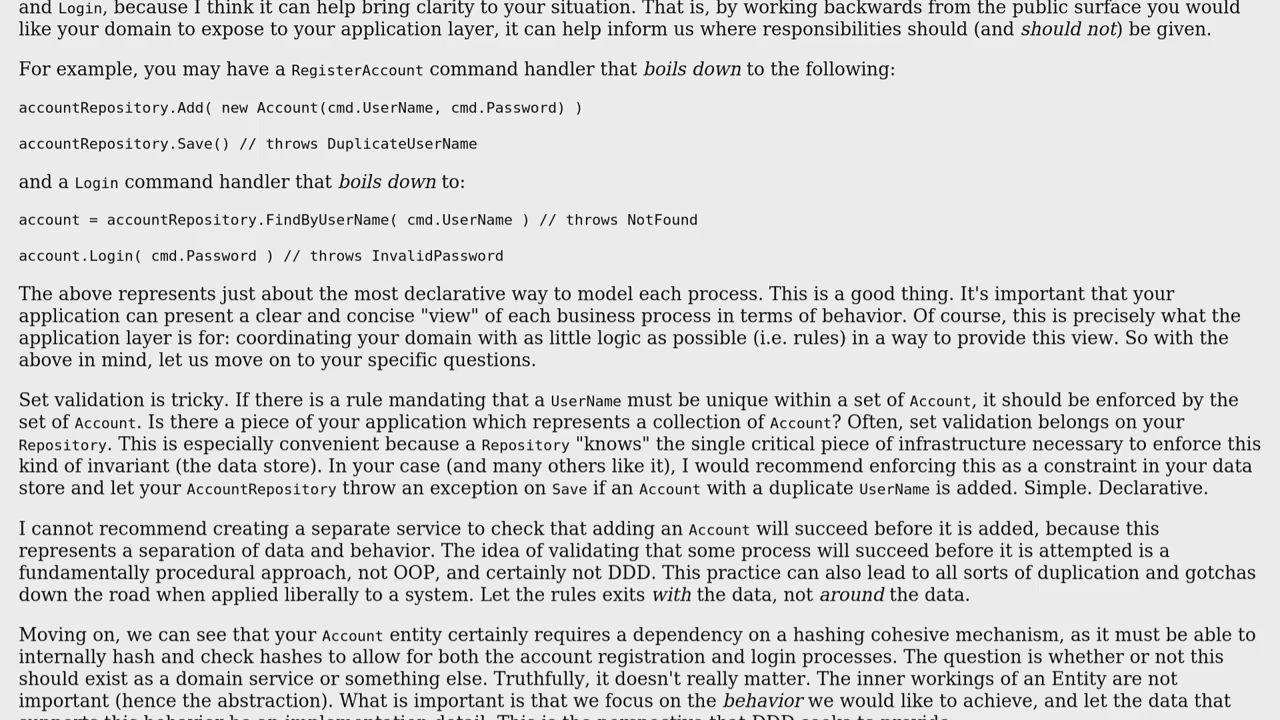 and Login, because I think it can help bring clarity to your situation. That is, by working backwards from the public surface you would
like your domain to expose to your application layer, it can help inform us where responsibilities should (and should not) be given.
For example, you may have a RegisterAccount command handler that boils down to the following:
accountRepository.Add( new Account(cmd.UserName, cmd.Password) )
accountRepository.Save() // throws DuplicateUserName
and a Login command handler that boils down to:
account = accountRepository.FindByUserName( cmd.UserName ) // throws NotFound
account.Login( cmd.Password ) // throws InvalidPassword
The above represents just about the most declarative way to model each process. This is a good thing. It's important that your
application can present a clear and concise "view" of each business process in terms of behavior. Of course, this is precisely what the
application layer is for: coordinating your domain with as little logic as possible (i.e. rules) in a way to provide this view. So with the
above in mind, let us move on to your specific questions.
Set validation is tricky. If there is a rule mandating that a UserName must be unique within a set of Account, it should be enforced by the
set of Account. Is there a piece of your application which represents a collection of Account? Often, set validation belongs on your
Repository. This is especially convenient because a Repository "knows" the single critical piece of infrastructure necessary to enforce this
kind of invariant (the data store). In your case (and many others like it), I would recommend enforcing this as a constraint in your data
store and let your AccountRepository throw an exception on Save if an Account with a duplicate UserName is added. Simple. Declarative.
I cannot recommend creating a separate service to check that adding an Account will succeed before it is added, because this
represents a separation of data and behavior. The idea of validating that some process will succeed before it is attempted is a
fundamentally procedural approach, not OOP, and certainly not DDD. This practice can also lead to all sorts of duplication and gotchas
down the road when applied liberally to a system. Let the rules exits with the data, not around the data.
Moving on, we can see that your Account entity certainly requires a dependency on a hashing cohesive mechanism, as it must be able to
internally hash and check hashes to allow for both the account registration and login processes. The question is whether or not this
should exist as a domain service or something else. Truthfully, it doesn't really matter. The inner workings of an Entity are not
important (hence the abstraction). What is important is that we focus on the behavior we would like to achieve, and let the data that
supports this behavior be an implementation detail. This is the perspective that DDD seeks to provide.